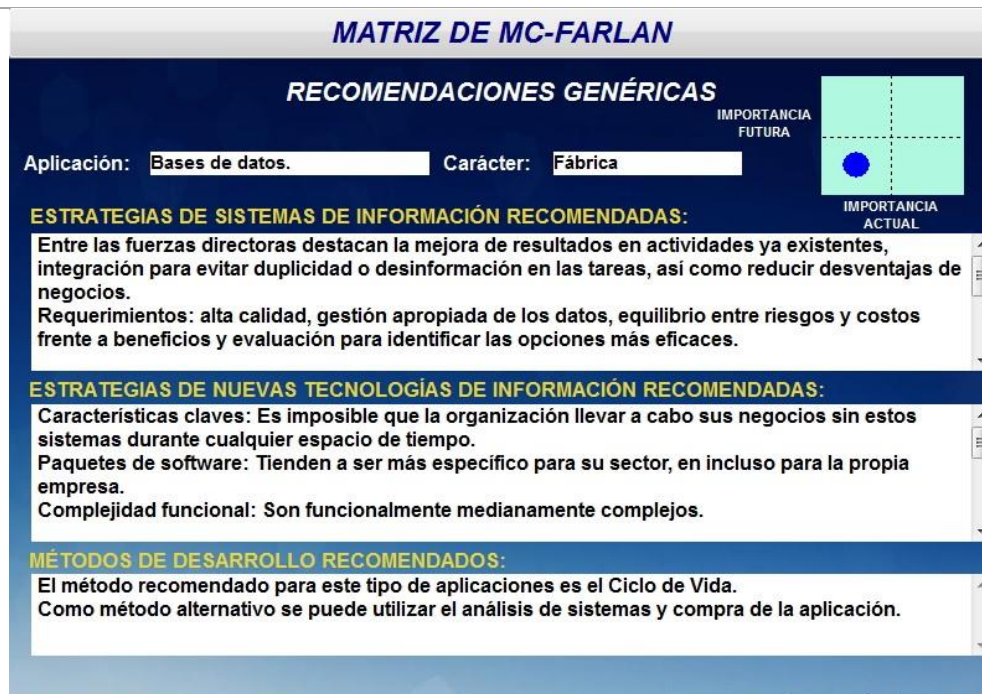 MATRIZ DE MC-FARLAN
RECOMENDACIONES GENÉRICAS
IMPORTANCIA
FUTURA
Aplicación: Bases de datos. Carácter: Fábrica
IMPORTANCIA
ACTUAL
ESTRATEGIAS DE SISTEMAS DE INFORMACIÓN RECOMENDADAS:
Entre las fuerzas directoras destacan la mejora de resultados en actividades ya existentes,
integración para evitar duplicidad o desinformación en las tareas, así como reducir desventajas de
negocios.
Requerimientos: alta calidad, gestión apropiada de los datos, equilibrio entre riesgos y costos
frente a beneficios y evaluación para identificar las opciones más eficaces.
ESTRATEGIAS DE NUEVAS TECNOLOGÍAS DE INFORMACIÓN RECOMENDADAS:
Características claves: Es imposible que la organización llevar a cabo sus negocios sin estos
sistemas durante cualquier espacio de tiempo.
Paquetes de software: Tienden a ser más específico para su sector, en incluso para la propia
empresa.
Complejidad funcional: Son funcionalmente medianamente complejos.
MÉTODOS DE DESARROLLO RECOMENDADOS:
El método recomendado para este tipo de aplicaciones es el Ciclo de Vida.
Como método alternativo se puede utilizar el análisis de sistemas y compra de la aplicación.